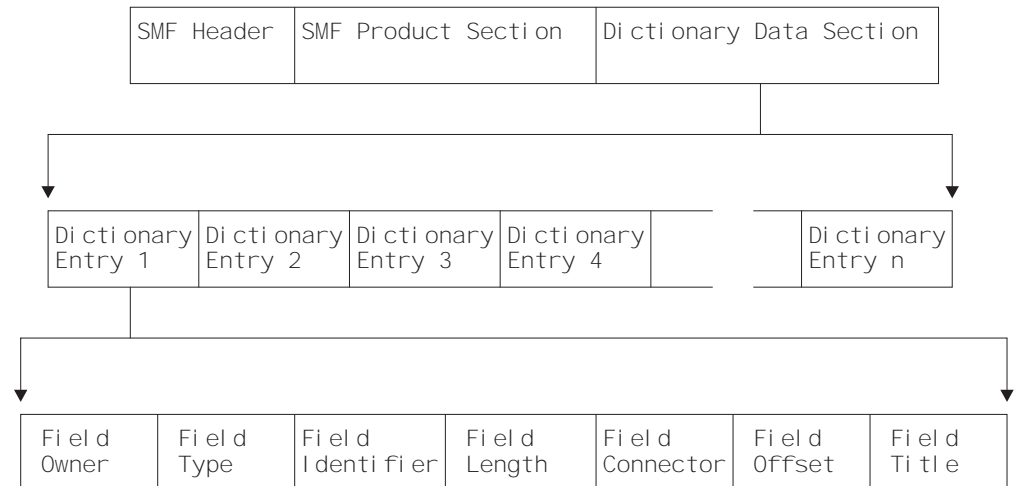 SMF Header SMF Product Section Dictionary Data Section
Dictionary Dictionary Dictionary Dictionary Dictionary
Entry 1 Entry 2 Entry 3 Entry 4 Entry n
Field Field Field Field Field Field Field
Owner Type Identifier Length Connector Offset Title